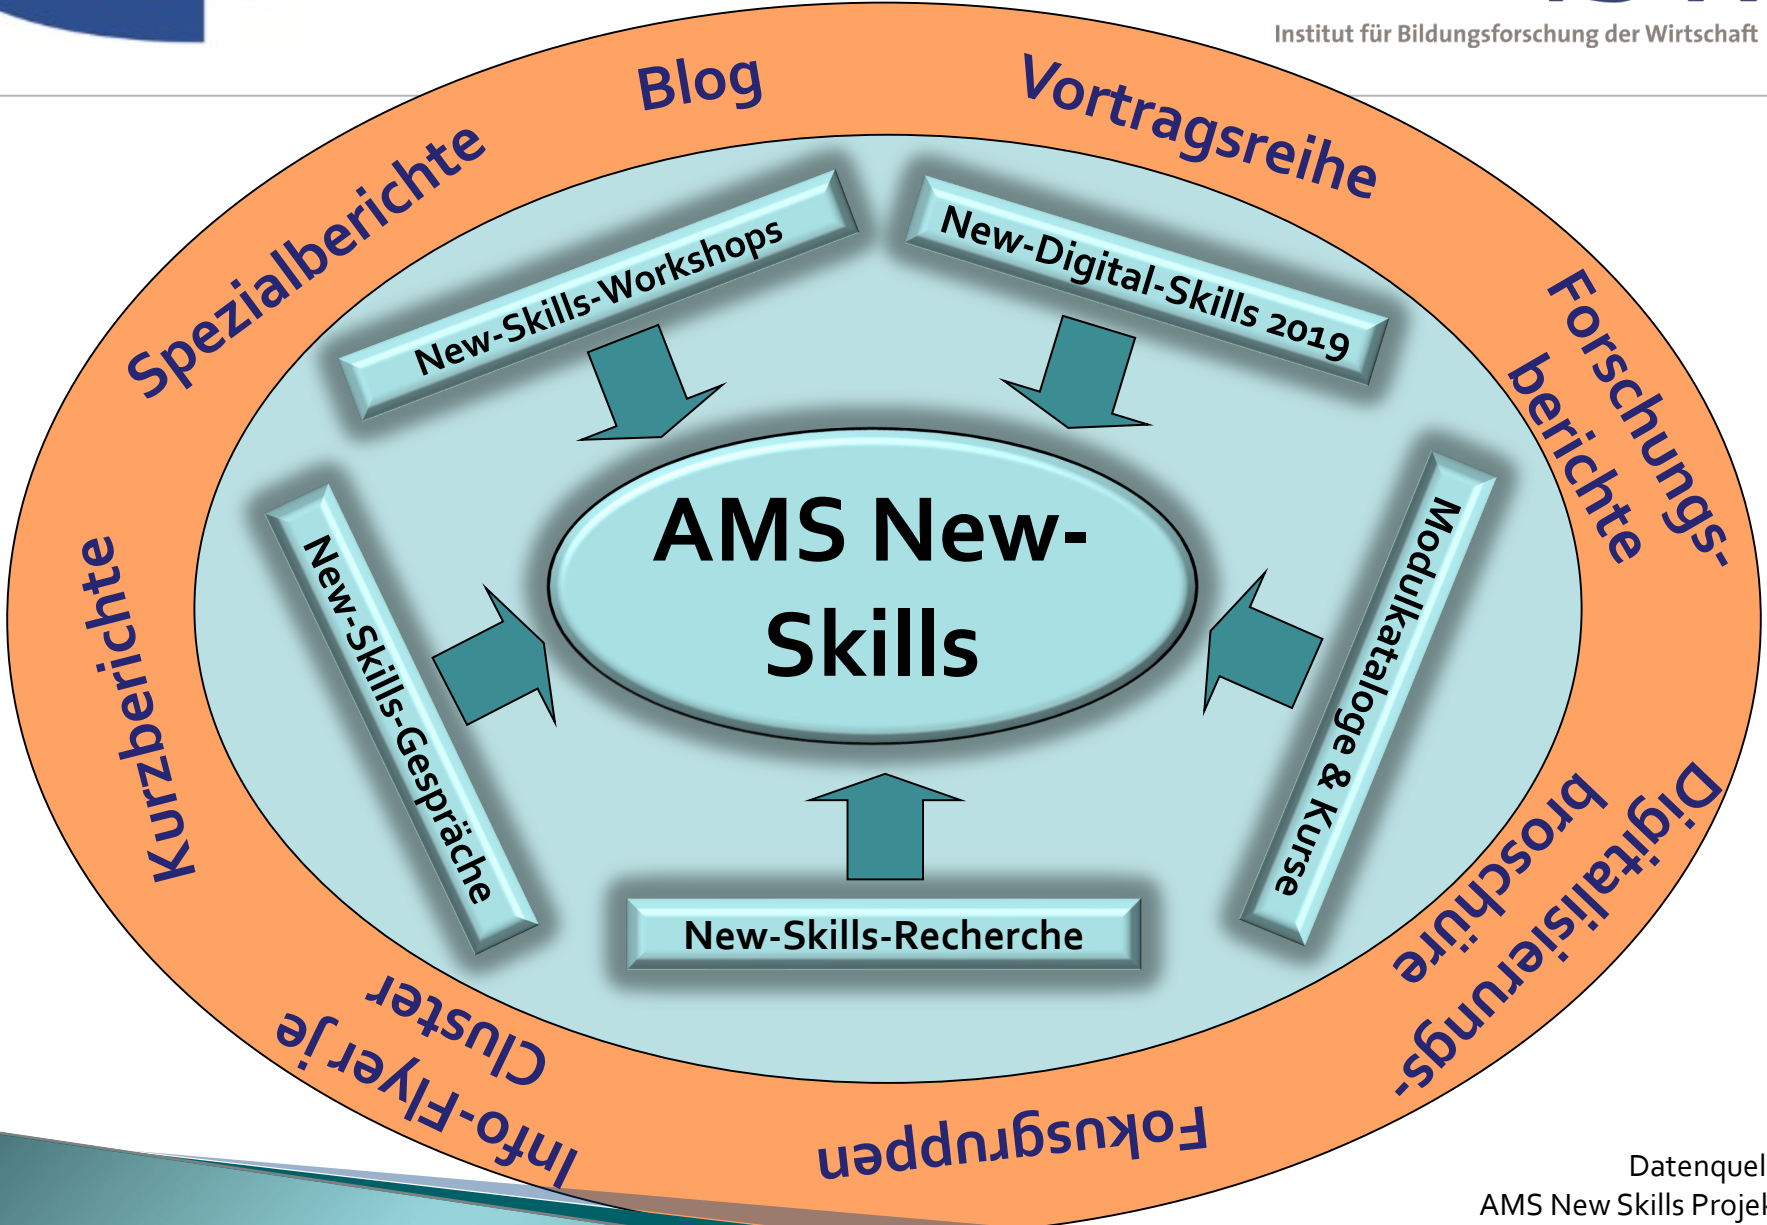 Institut für Bildungsforschung der Wirtschaft
Blog
Vortragsreihe
Spezialberichte
Forschungs-
berichte
New-Skills-Workshops
New-Digital-Skills 2019
AMS New-
Skills
Kurzberichte
New-Skills-Gespräche
Modulkataloge & Kurse
New-Skills-Recherche
Digitalisierungs-
broschüre
Info-Flyer je
Cluster
Fokusgruppen
AMS New Skills